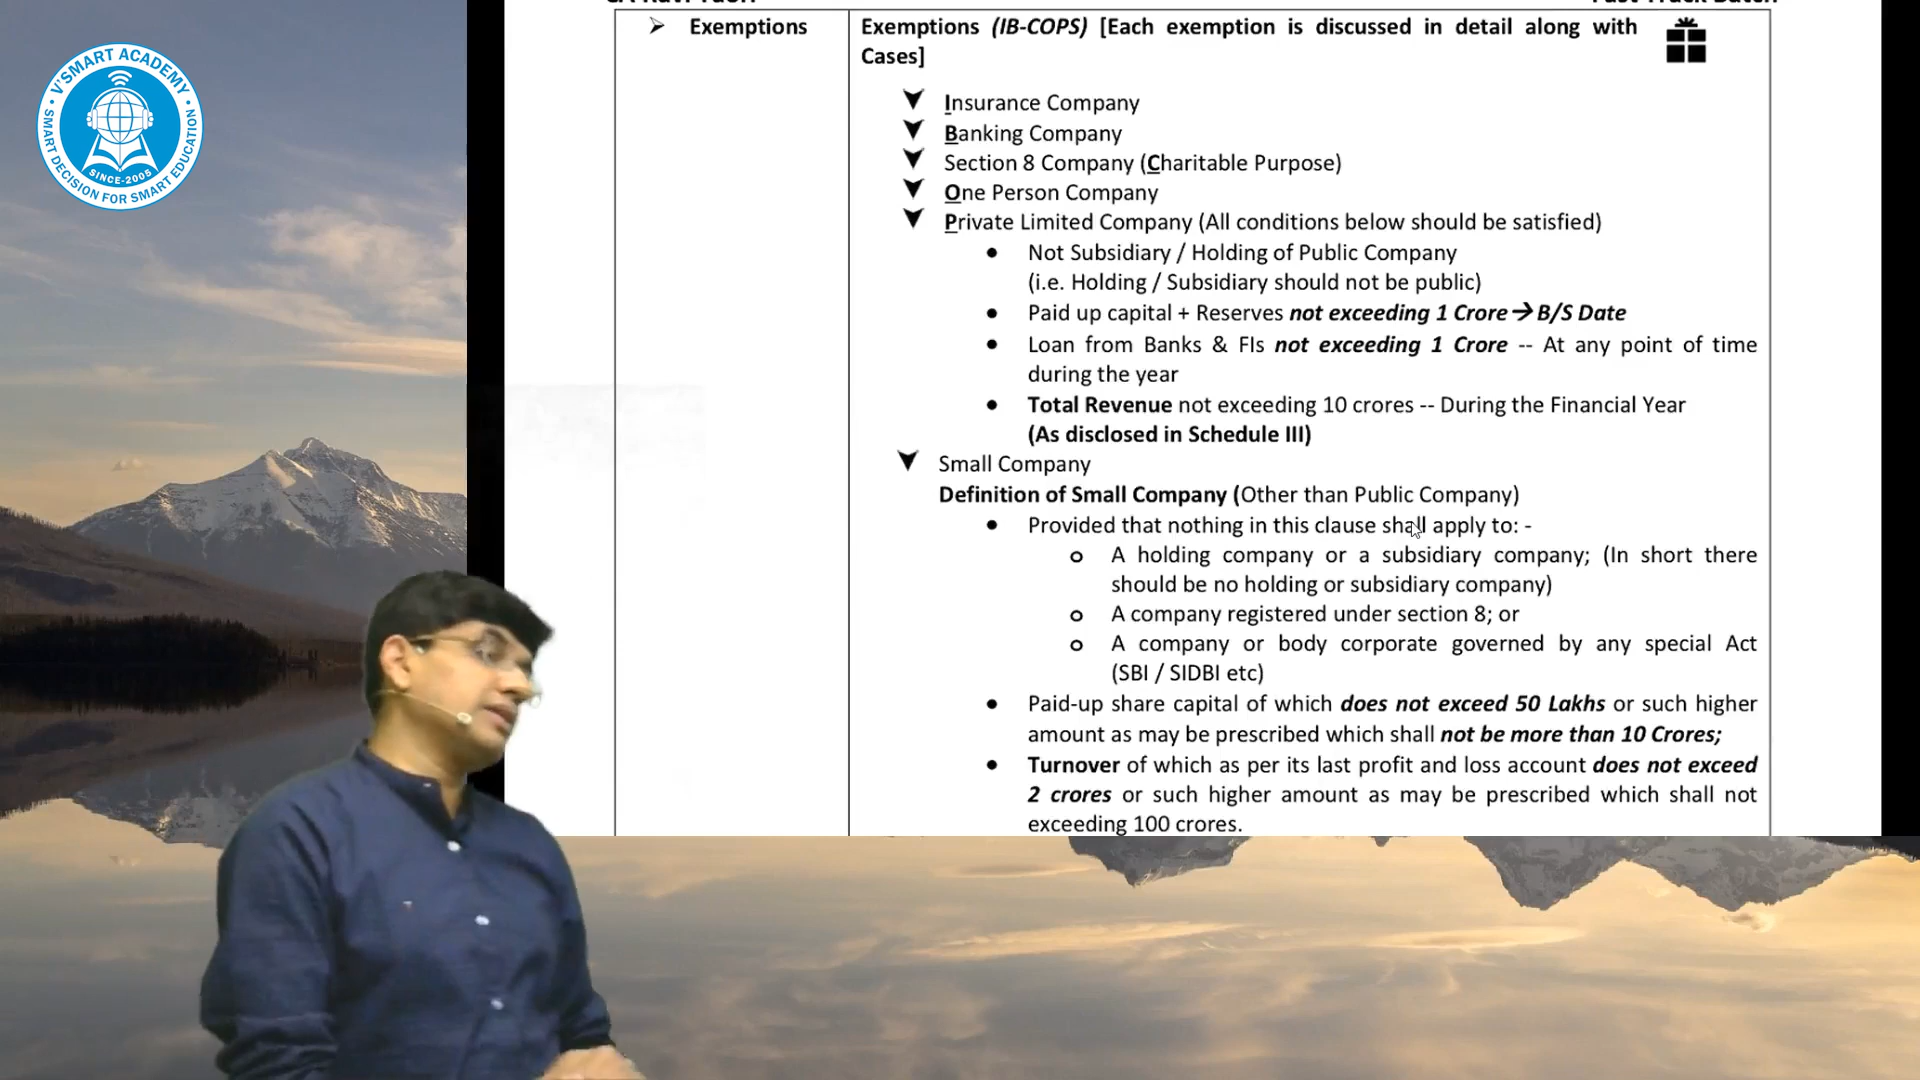 V'SMART ACADEMY
SMART DECISION FOR SMART EDUCATION
SINCE-2005
➢ Exemptions
Exemptions (IB-COPS) [Each exemption is discussed in detail along with
Cases]
Insurance Company
Banking Company
Section 8 Company (Charitable Purpose)
One Person Company
Private Limited Company (All conditions below should be satisfied)
• Not Subsidiary / Holding of Public Company
(i.e. Holding / Subsidiary should not be public)
• Paid up capital + Reserves not exceeding 1 Crore → B/S Date
• Loan from Banks & FIs not exceeding 1 Crore -- At any point of time
during the year
• Total Revenue not exceeding 10 crores -- During the Financial Year
(As disclosed in Schedule III)
Small Company
Definition of Small Company (Other than Public Company)
• Provided that nothing in this clause shall apply to: -
o A holding company or a subsidiary company; (In short there
should be no holding or subsidiary company)
o A company registered under section 8; or
o A company or body corporate governed by any special Act
(SBI / SIDBI etc)
• Paid-up share capital of which does not exceed 50 Lakhs or such higher
amount as may be prescribed which shall not be more than 10 Crores;
• Turnover of which as per its last profit and loss account does not exceed
2 crores or such higher amount as may be prescribed which shall not
exceeding 100 crores.